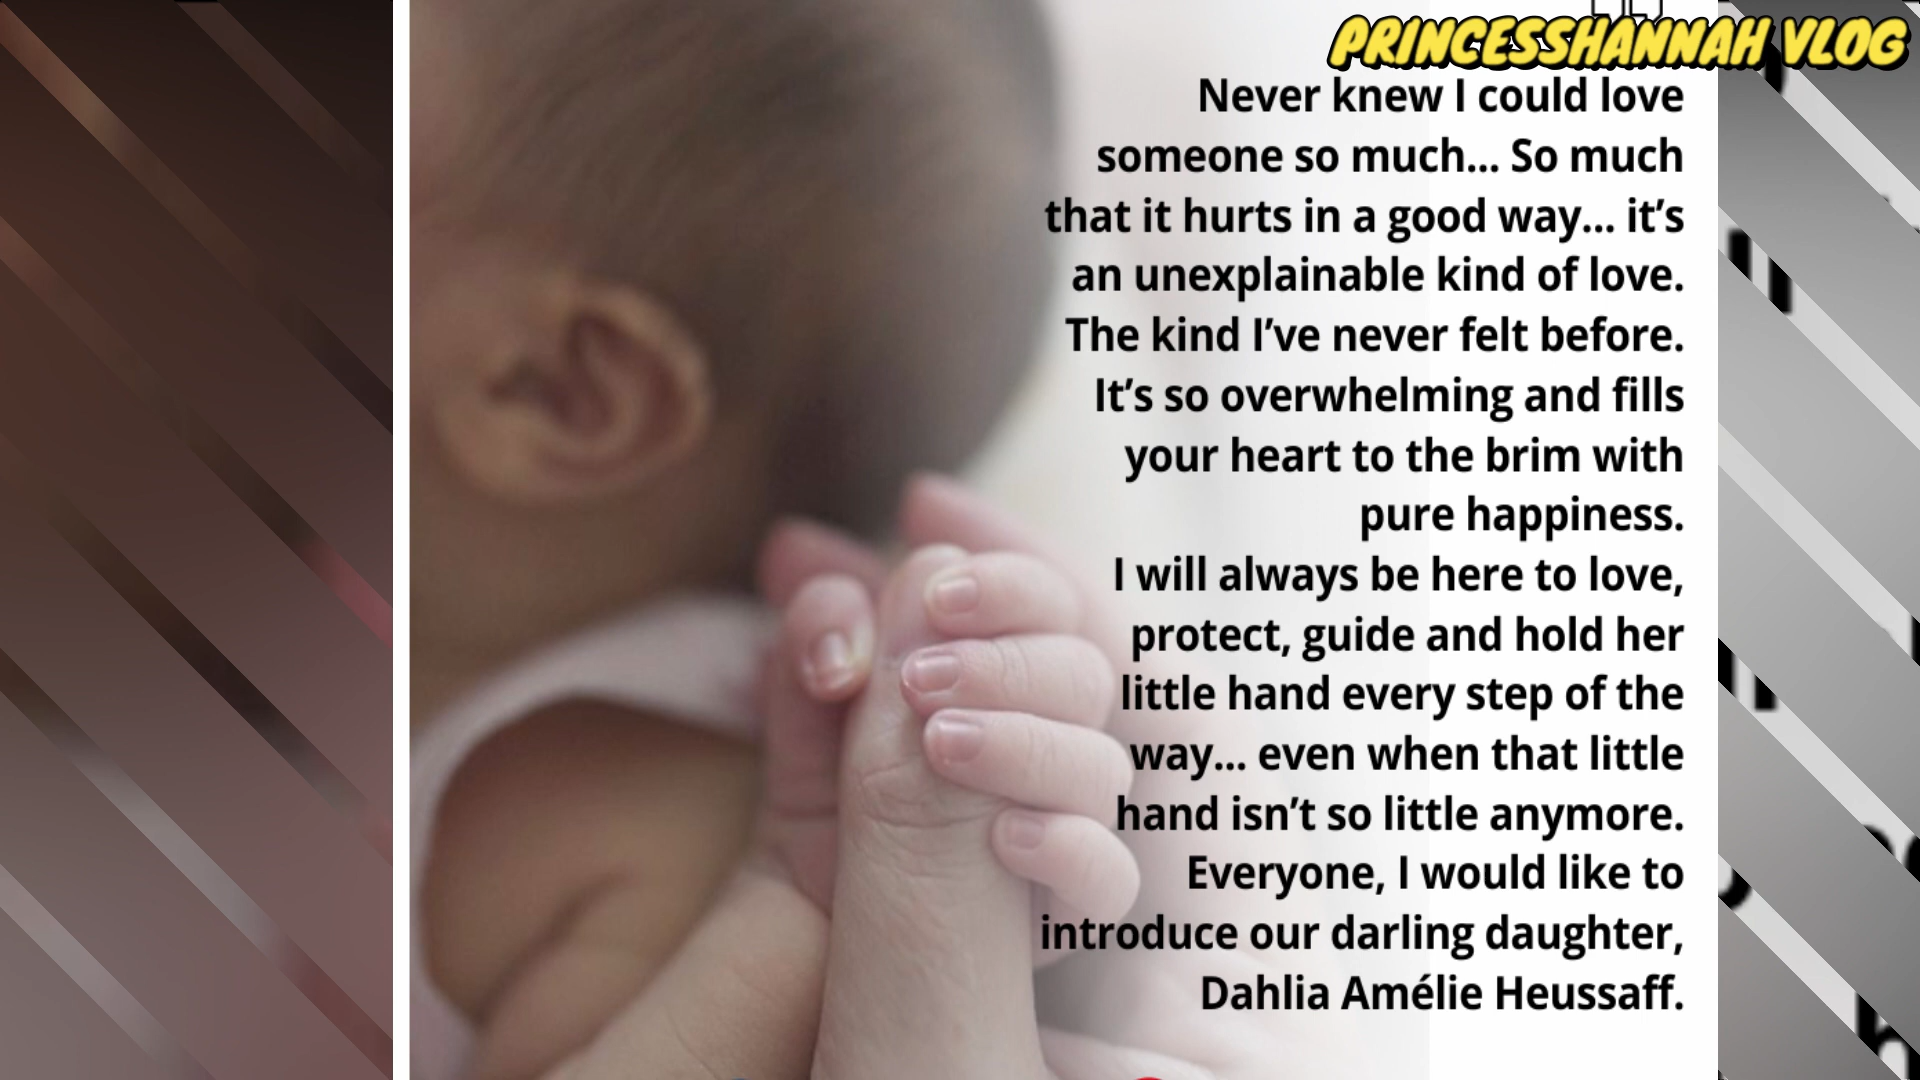 PRINCESSHANNAH VLOG
Never knew I could love
someone so much... So much
that it hurts in a good way... it’s
an unexplainable kind of love.
The kind I’ve never felt before.
It’s so overwhelming and fills
your heart to the brim with
pure happiness.
I will always be here to love,
protect, guide and hold her
little hand every step of the
way... even when that little
hand isn’t so little anymore.
Everyone, I would like to
introduce our darling daughter,
Dahlia Amélie Heussaff.